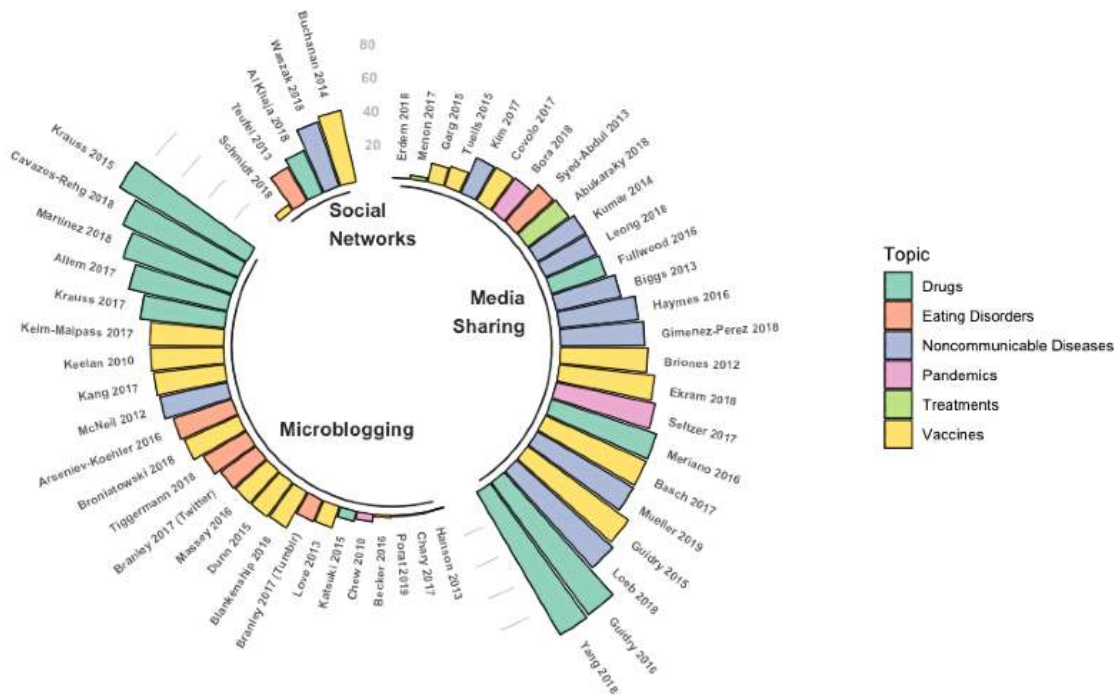 80
60
40
20
Buchanan 2014
Waszak 2018
Al Khaja 2018
Teufel 2013
Schmidt 2018
Social
Networks
Erdem 2018
Menon 2017
Garg 2015
Tuells 2015
Kim 2017
Covolo 2017
Bora 2018
Syed-Abdul 2013
Abukaraky 2018
Kumar 2014
Leong 2018
Fullwood 2016
Biggs 2013
Haymes 2016
Gimenez-Perez 2018
Briones 2012
Ekram 2018
Seltzer 2017
Meriano 2016
Basch 2017
Mueller 2019
Guidry 2015
Loeb 2018
Guidry 2016
Yang 2018
Media
Sharing
Krauss 2015
Cavazos-Rehg 2018
Martinez 2018
Allem 2017
Krauss 2017
Keim-Malpass 2017
Keelan 2010
Kang 2017
McNeil 2012
Arseniev-Koehler 2016
Broniatowski 2018
Tiggermann 2018
Branley 2017 (Twitter)
Massey 2016
Dunn 2015
Blankenship 2018
Branley 2017 (Tumblr)
Love 2013
Katsuki 2015
Chew 2010
Becker 2016
Porat 2019
Chary 2017
Hanson 2013
Microblogging
Topic
Drugs
Eating Disorders
Noncommunicable Diseases
Pandemics
Treatments
Vaccines